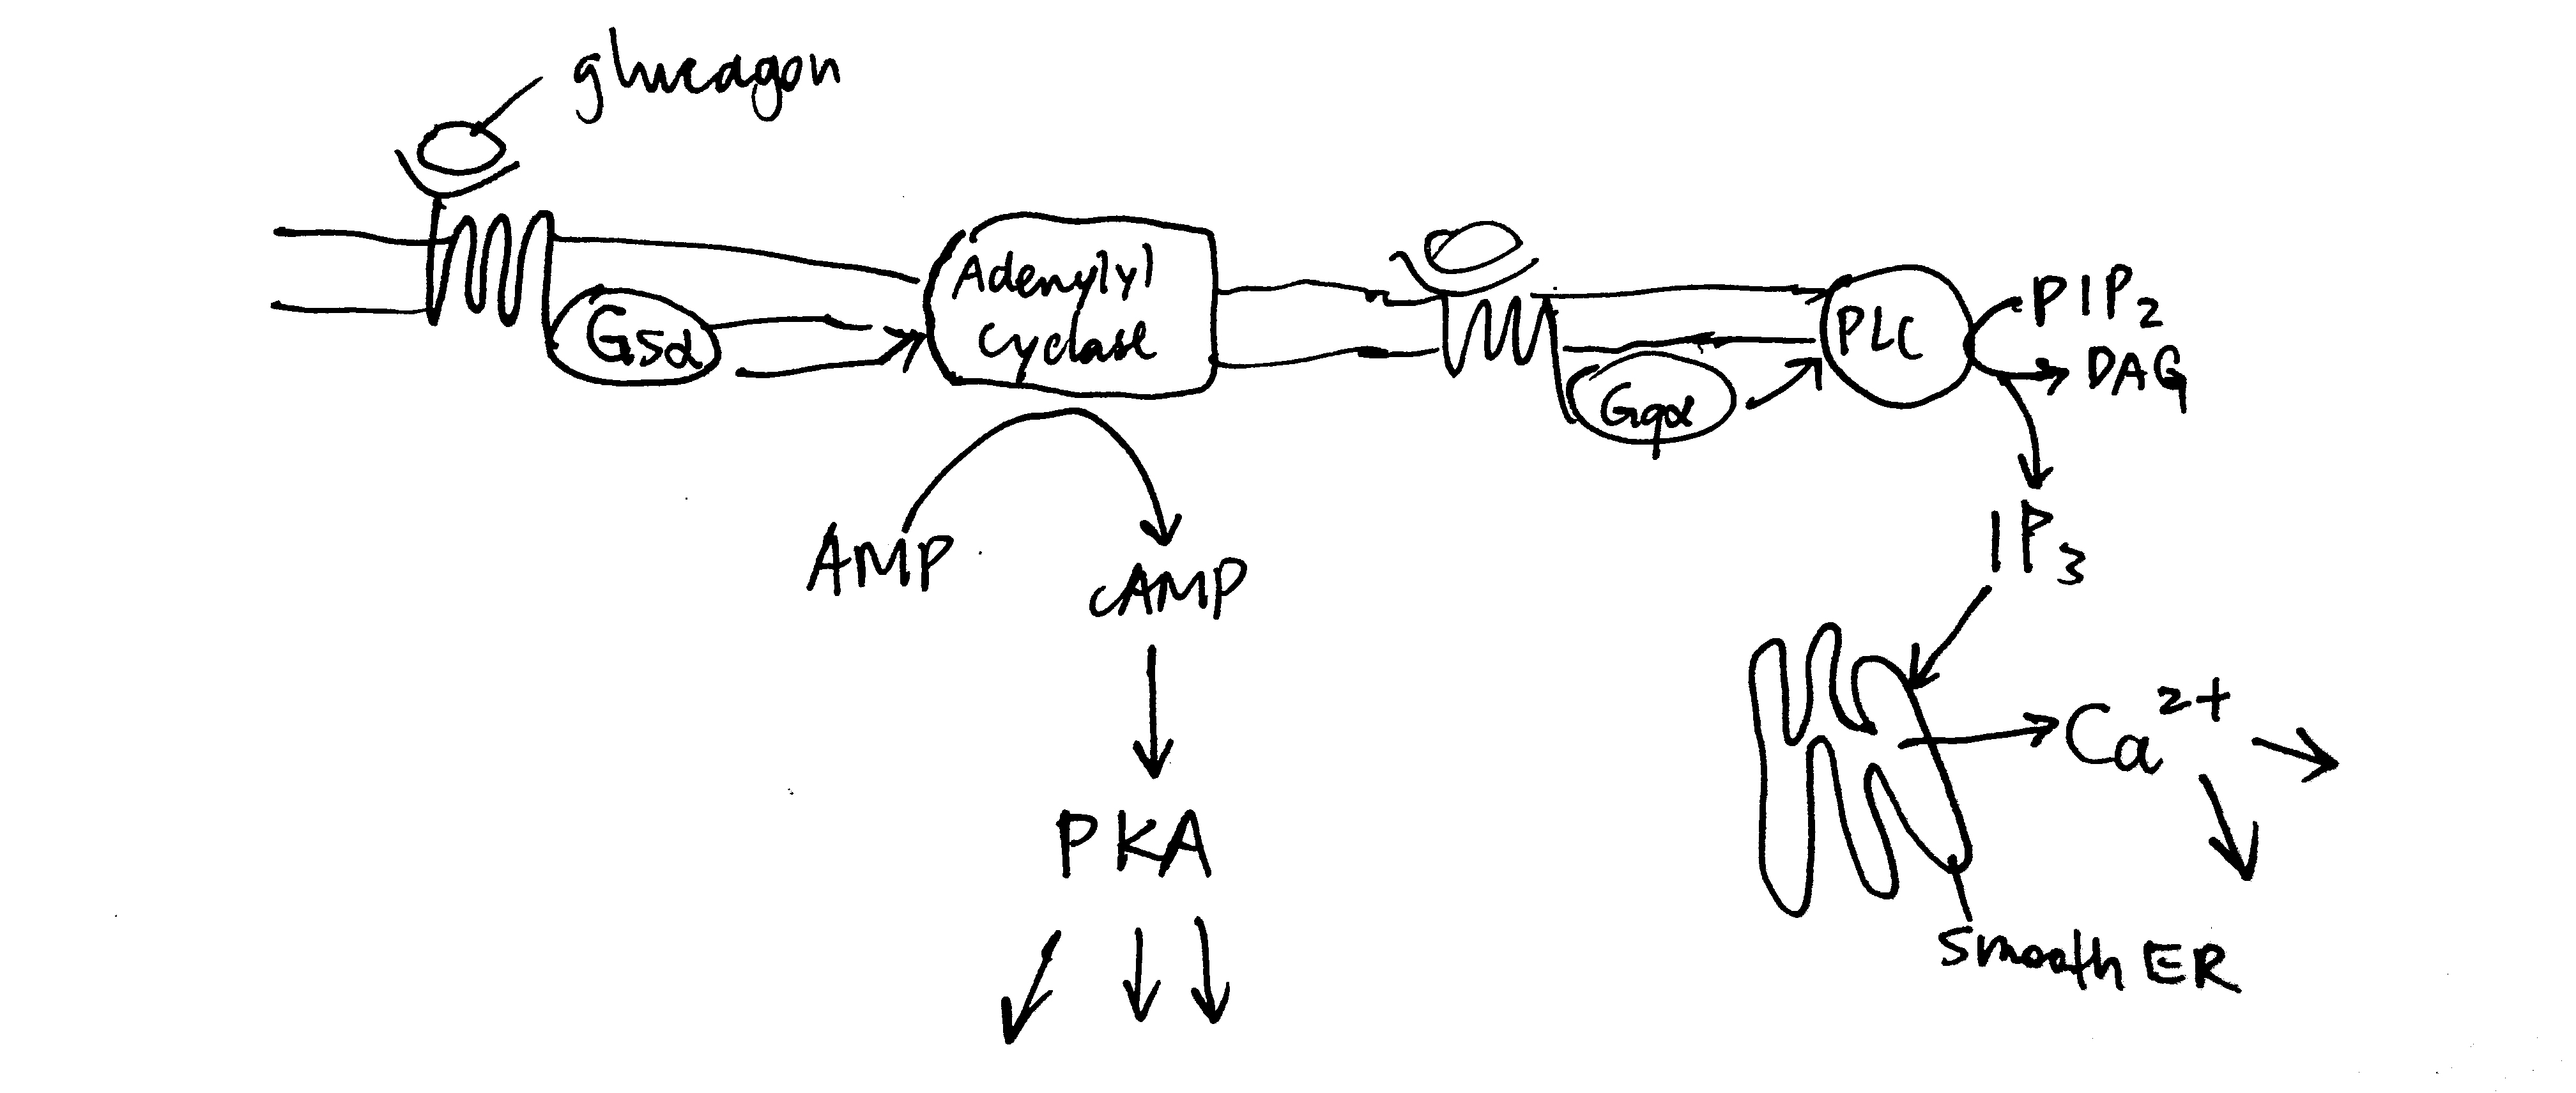 glucagon
Adenylyl
cyclase
Gsα
PLC
PIP₂
DAG
Gqα
AMP
cAMP
IP₃
PKA
Ca²⁺
smooth ER